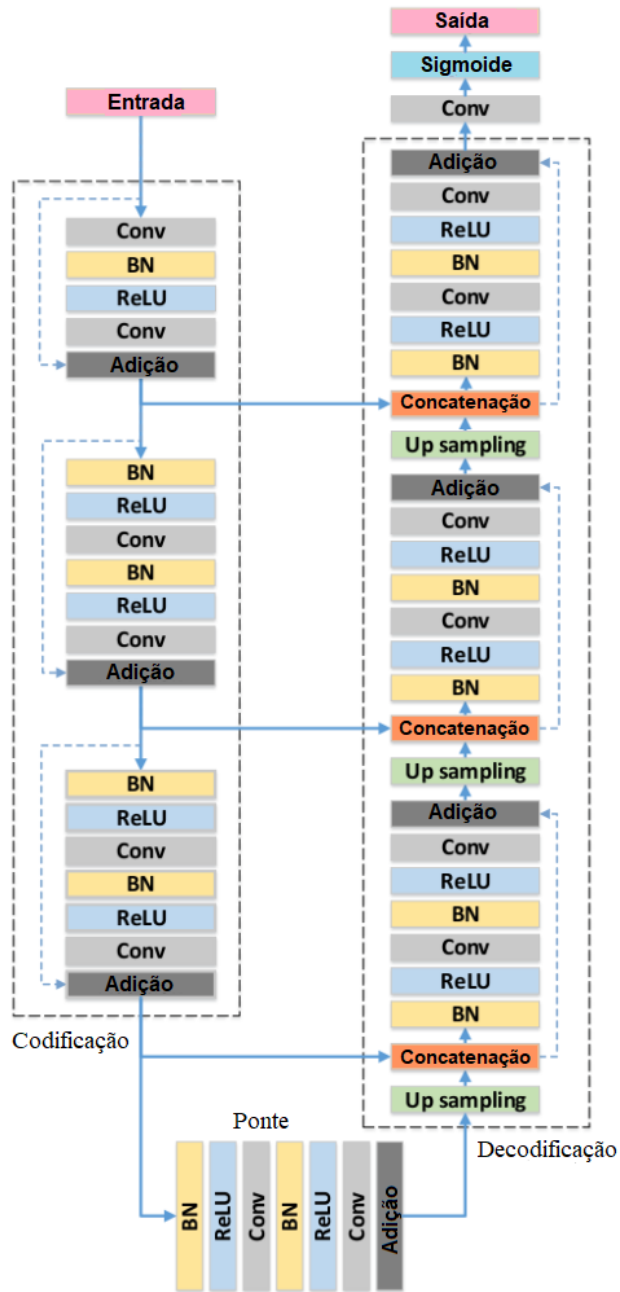 Entrada
Conv
BN
ReLU
Conv
Adição
BN
ReLU
Conv
BN
ReLU
Conv
Adição
BN
ReLU
Conv
BN
ReLU
Conv
Adição
Codificação
Ponte
BN
ReLU
Conv
BN
ReLU
Conv
Adição
Saída
Sigmoide
Conv
Adição
Conv
ReLU
BN
Conv
ReLU
BN
Concatenação
Up sampling
Adição
Conv
ReLU
BN
Conv
ReLU
BN
Concatenação
Up sampling
Adição
Conv
ReLU
BN
Conv
ReLU
BN
Concatenação
Up sampling
Decodificação